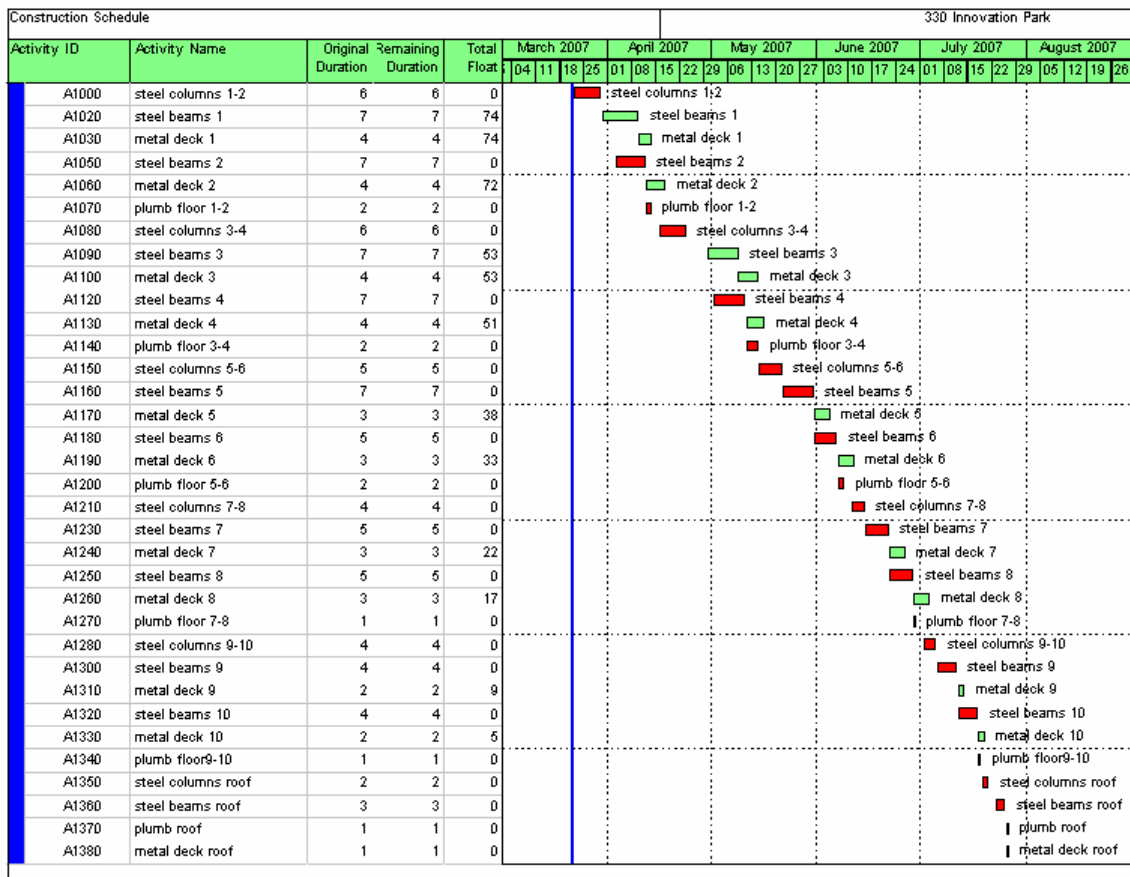 Construction Schedule 330 Innovation Park
Activity ID Activity Name Original Duration Remaining Duration Total Float March 2007 April 2007 May 2007 June 2007 July 2007 August 2007
04 11 18 25 01 08 15 22 29 06 13 20 27 03 10 17 24 01 08 15 22 29 05 12 19 26
A1000 steel columns 1-2 6 6 0 steel columns 1-2
A1020 steel beams 1 7 7 74 steel beams 1
A1030 metal deck 1 4 4 74 metal deck 1
A1050 steel beams 2 7 7 0 steel beams 2
A1060 metal deck 2 4 4 72 metal deck 2
A1070 plumb floor 1-2 2 2 0 plumb floor 1-2
A1080 steel columns 3-4 6 6 0 steel columns 3-4
A1090 steel beams 3 7 7 53 steel beams 3
A1100 metal deck 3 4 4 53 metal deck 3
A1120 steel beams 4 7 7 0 steel beams 4
A1130 metal deck 4 4 4 51 metal deck 4
A1140 plumb floor 3-4 2 2 0 plumb floor 3-4
A1150 steel columns 5-6 5 5 0 steel columns 5-6
A1160 steel beams 5 7 7 0 steel beams 5
A1170 metal deck 5 3 3 38 metal deck 5
A1180 steel beams 6 5 5 0 steel beams 6
A1190 metal deck 6 3 3 33 metal deck 6
A1200 plumb floor 5-6 2 2 0 plumb floor 5-6
A1210 steel columns 7-8 4 4 0 steel columns 7-8
A1230 steel beams 7 5 5 0 steel beams 7
A1240 metal deck 7 3 3 22 metal deck 7
A1250 steel beams 8 5 5 0 steel beams 8
A1260 metal deck 8 3 3 17 metal deck 8
A1270 plumb floor 7-8 1 1 0 plumb floor 7-8
A1280 steel columns 9-10 4 4 0 steel columns 9-10
A1300 steel beams 9 4 4 0 steel beams 9
A1310 metal deck 9 2 2 9 metal deck 9
A1320 steel beams 10 4 4 0 steel beams 10
A1330 metal deck 10 2 2 5 metal deck 10
A1340 plumb floor9-10 1 1 0 plumb floor9-10
A1350 steel columns roof 2 2 0 steel columns roof
A1360 steel beams roof 3 3 0 steel beams roof
A1370 plumb roof 1 1 0 plumb roof
A1380 metal deck roof 1 1 0 metal deck roof